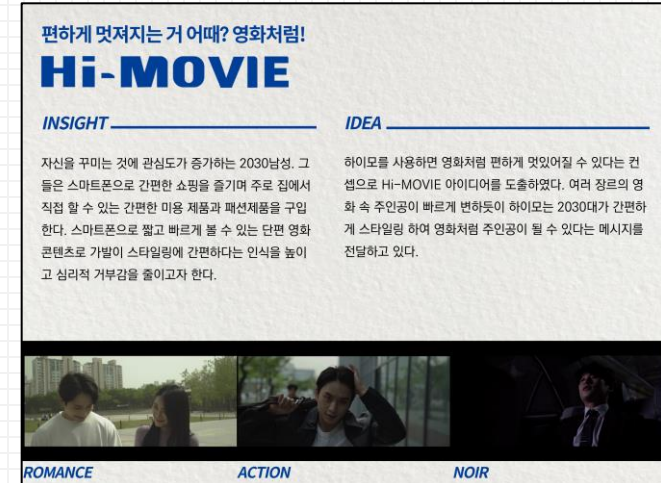 편하게 멋져지는 거 어때? 영화처럼!
Hi-MOVIE
INSIGHT
자신을 꾸미는 것에 관심도가 증가하는 2030남성. 그
들은 스마트폰으로 간편한 쇼핑을 즐기며 주로 집에서
직접 할 수 있는 간편한 미용 제품과 패션제품을 구입
한다. 스마트폰으로 짧고 빠르게 볼 수 있는 단편 영화
콘텐츠로 가발이 스타일링에 간편하다는 인식을 높이
고 심리적 거부감을 줄이고자 한다.
IDEA
하이모를 사용하면 영화처럼 편하게 멋있어질 수 있다는 컨
셉으로 Hi-MOVIE 아이디어를 도출하였다. 여러 장르의 영
화 속 주인공이 빠르게 변하듯이 하이모는 2030대가 간편하
게 스타일링 하여 영화처럼 주인공이 될 수 있다는 메시지를
전달하고 있다.
ROMANCE
ACTION
NOIR